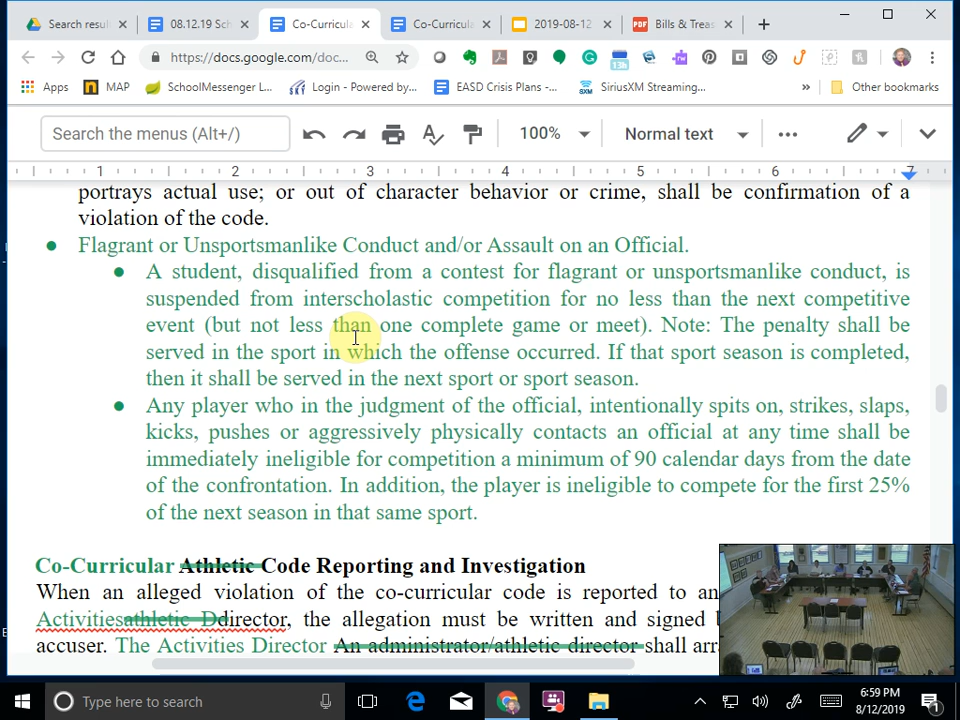 Search resu
08.12.19 Sch
Co-Curricula
Co-Curricula
2019-08-12
PDF
Bills & Treas
https://docs.google.com/doc...
13h
Apps
MAP
SchoolMessenger L...
Login - Powered by...
EASD Crisis Plans -...
SXM
SiriusXM Streaming...
»
Other bookmarks
Search the menus (Alt+/)
100%
Normal text
1 2 3 4 5 6 7
portrays actual use; or out of character behavior or crime, shall be confirmation of a
violation of the code.
● Flagrant or Unsportsmanlike Conduct and/or Assault on an Official.
● A student, disqualified from a contest for flagrant or unsportsmanlike conduct, is
suspended from interscholastic competition for no less than the next competitive
event (but not less than one complete game or meet). Note: The penalty shall be
served in the sport in which the offense occurred. If that sport season is completed,
then it shall be served in the next sport or sport season.
● Any player who in the judgment of the official, intentionally spits on, strikes, slaps,
kicks, pushes or aggressively physically contacts an official at any time shall be
immediately ineligible for competition a minimum of 90 calendar days from the date
of the confrontation. In addition, the player is ineligible to compete for the first 25%
of the next season in that same sport.
Co-Curricular Athletic Code Reporting and Investigation
When an alleged violation of the co-curricular code is reported to an
Activitiesathletic Ddirector, the allegation must be written and signed
accuser. The Activities Director An administrator/athletic director shall arr
Type here to search
6:59 PM
8/12/2019
1